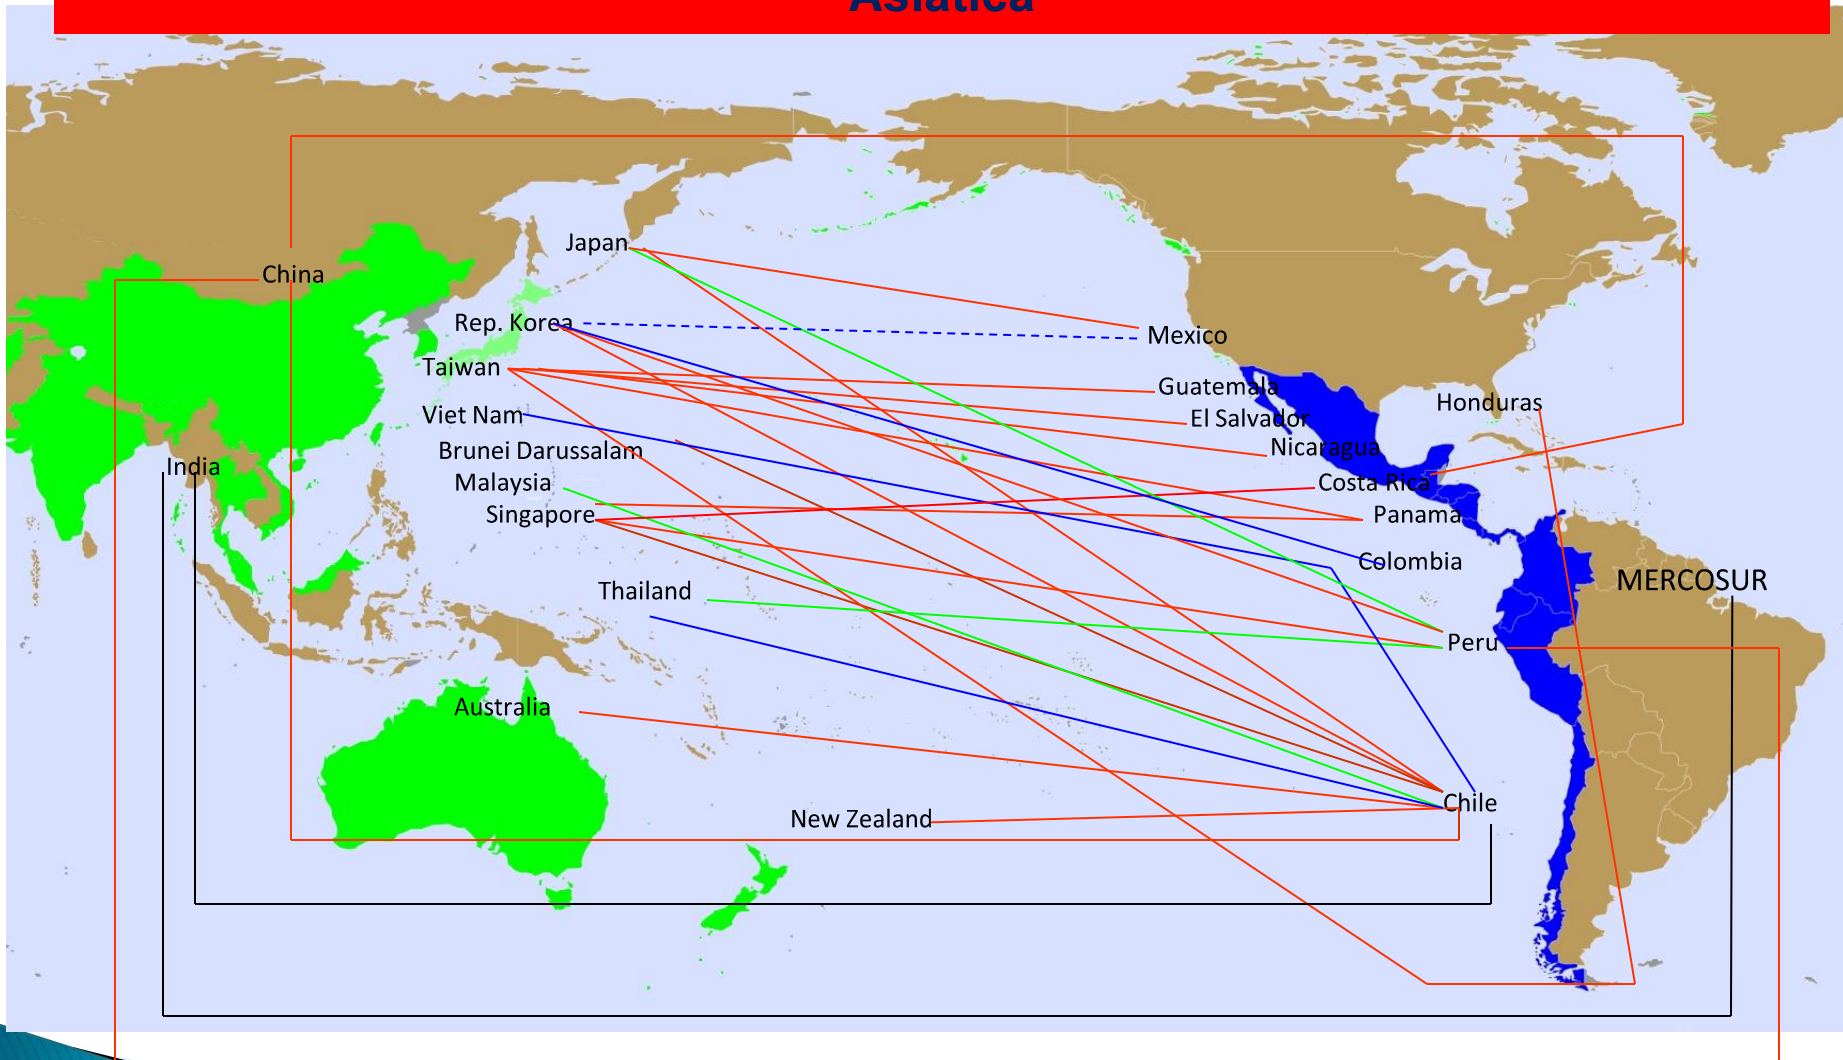 Asiática
Japan
China
Rep. Korea
Mexico
Taiwan
Guatemala
Honduras
Viet Nam
El Salvador
Brunei Darussalam
Nicaragua
India
Malaysia
Costa Rica
Singapore
Panama
Colombia
Thailand
MERCOSUR
Peru
Australia
Chile
New Zealand